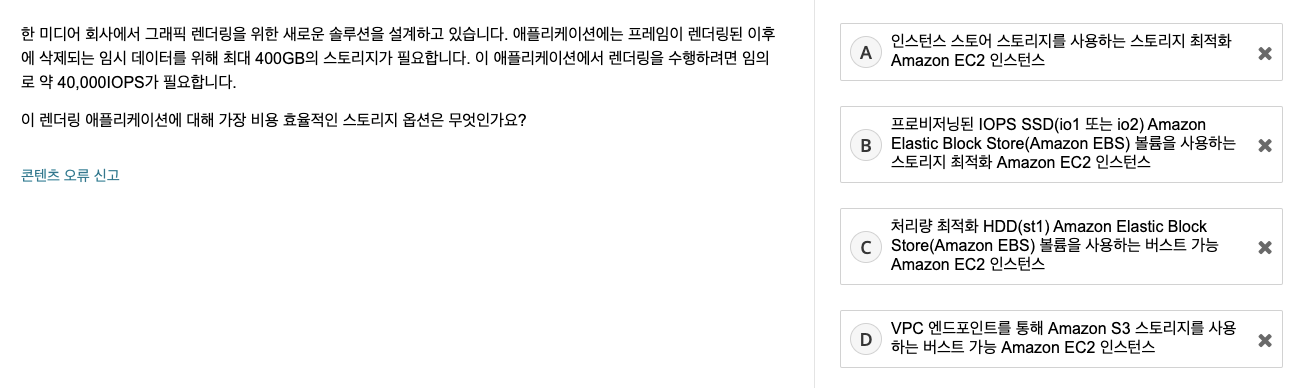 한 미디어 회사에서 그래픽 렌더링을 위한 새로운 솔루션을 설계하고 있습니다. 애플리케이션에는 프레임이 렌더링된 이후
에 삭제되는 임시 데이터를 위해 최대 400GB의 스토리지가 필요합니다. 이 애플리케이션에서 렌더링을 수행하려면 임의
로 약 40,000IOPS가 필요합니다.
이 렌더링 애플리케이션에 대해 가장 비용 효율적인 스토리지 옵션은 무엇인가요?
콘텐츠 오류 신고
A
인스턴스 스토어 스토리지를 사용하는 스토리지 최적화
Amazon EC2 인스턴스
B
프로비저닝된 IOPS SSD(io1 또는 io2) Amazon
Elastic Block Store(Amazon EBS) 볼륨을 사용하는
스토리지 최적화 Amazon EC2 인스턴스
C
처리량 최적화 HDD(st1) Amazon Elastic Block
Store(Amazon EBS) 볼륨을 사용하는 버스트 가능
Amazon EC2 인스턴스
D
VPC 엔드포인트를 통해 Amazon S3 스토리지를 사용
하는 버스트 가능 Amazon EC2 인스턴스